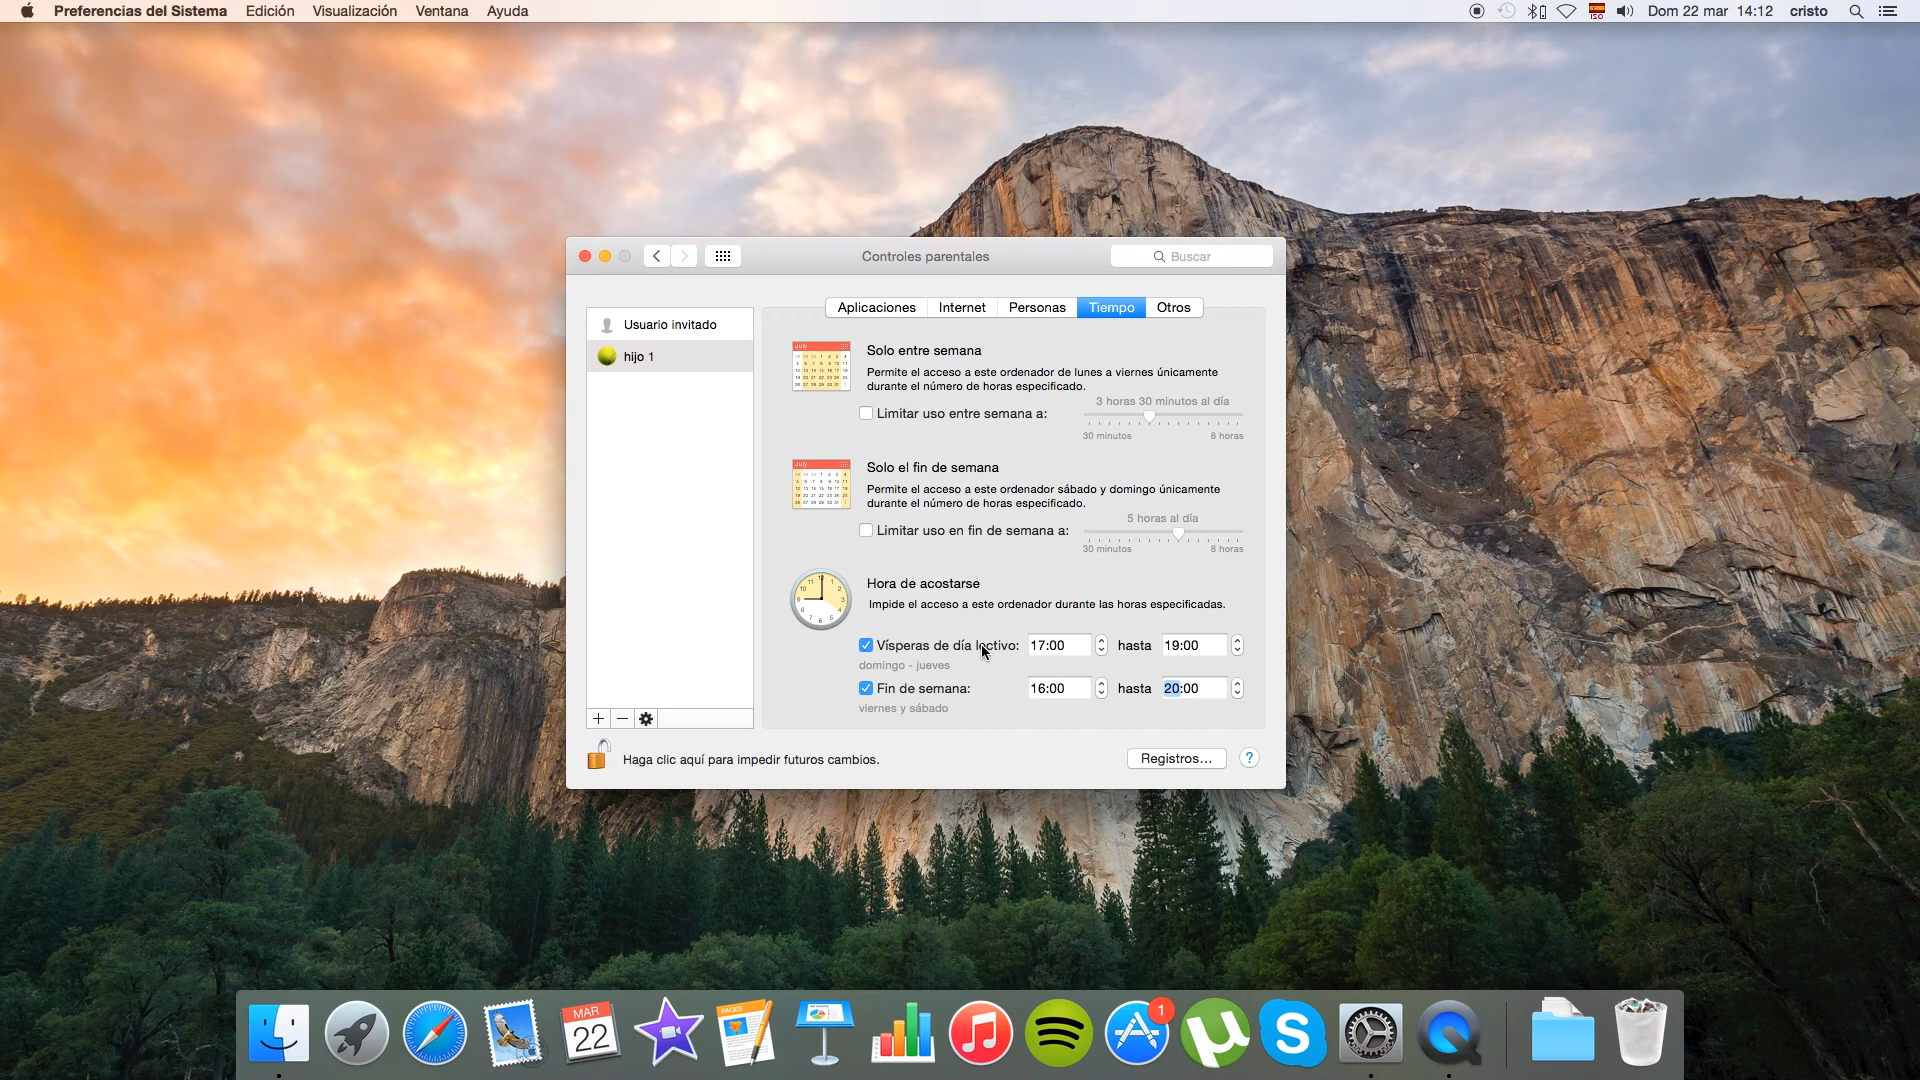 Preferencias del Sistema Edición Visualización Ventana Ayuda
ISO Dom 22 mar 14:12 cristo
Controles parentales
Buscar
Aplicaciones Internet Personas Tiempo Otros
Usuario invitado
hijo 1
July
Solo entre semana
Permite el acceso a este ordenador de lunes a viernes únicamente
durante el número de horas especificado.
3 horas 30 minutos al día
Limitar uso entre semana a:
30 minutos 8 horas
July
Solo el fin de semana
Permite el acceso a este ordenador sábado y domingo únicamente
durante el número de horas especificado.
5 horas al día
Limitar uso en fin de semana a:
30 minutos 8 horas
Hora de acostarse
Impide el acceso a este ordenador durante las horas especificadas.
Vísperas de día lectivo: 17:00 hasta 19:00
domingo - jueves
Fin de semana: 16:00 hasta 20:00
viernes y sábado
Haga clic aquí para impedir futuros cambios.
Registros... ?
MAR
22
PAGES
1